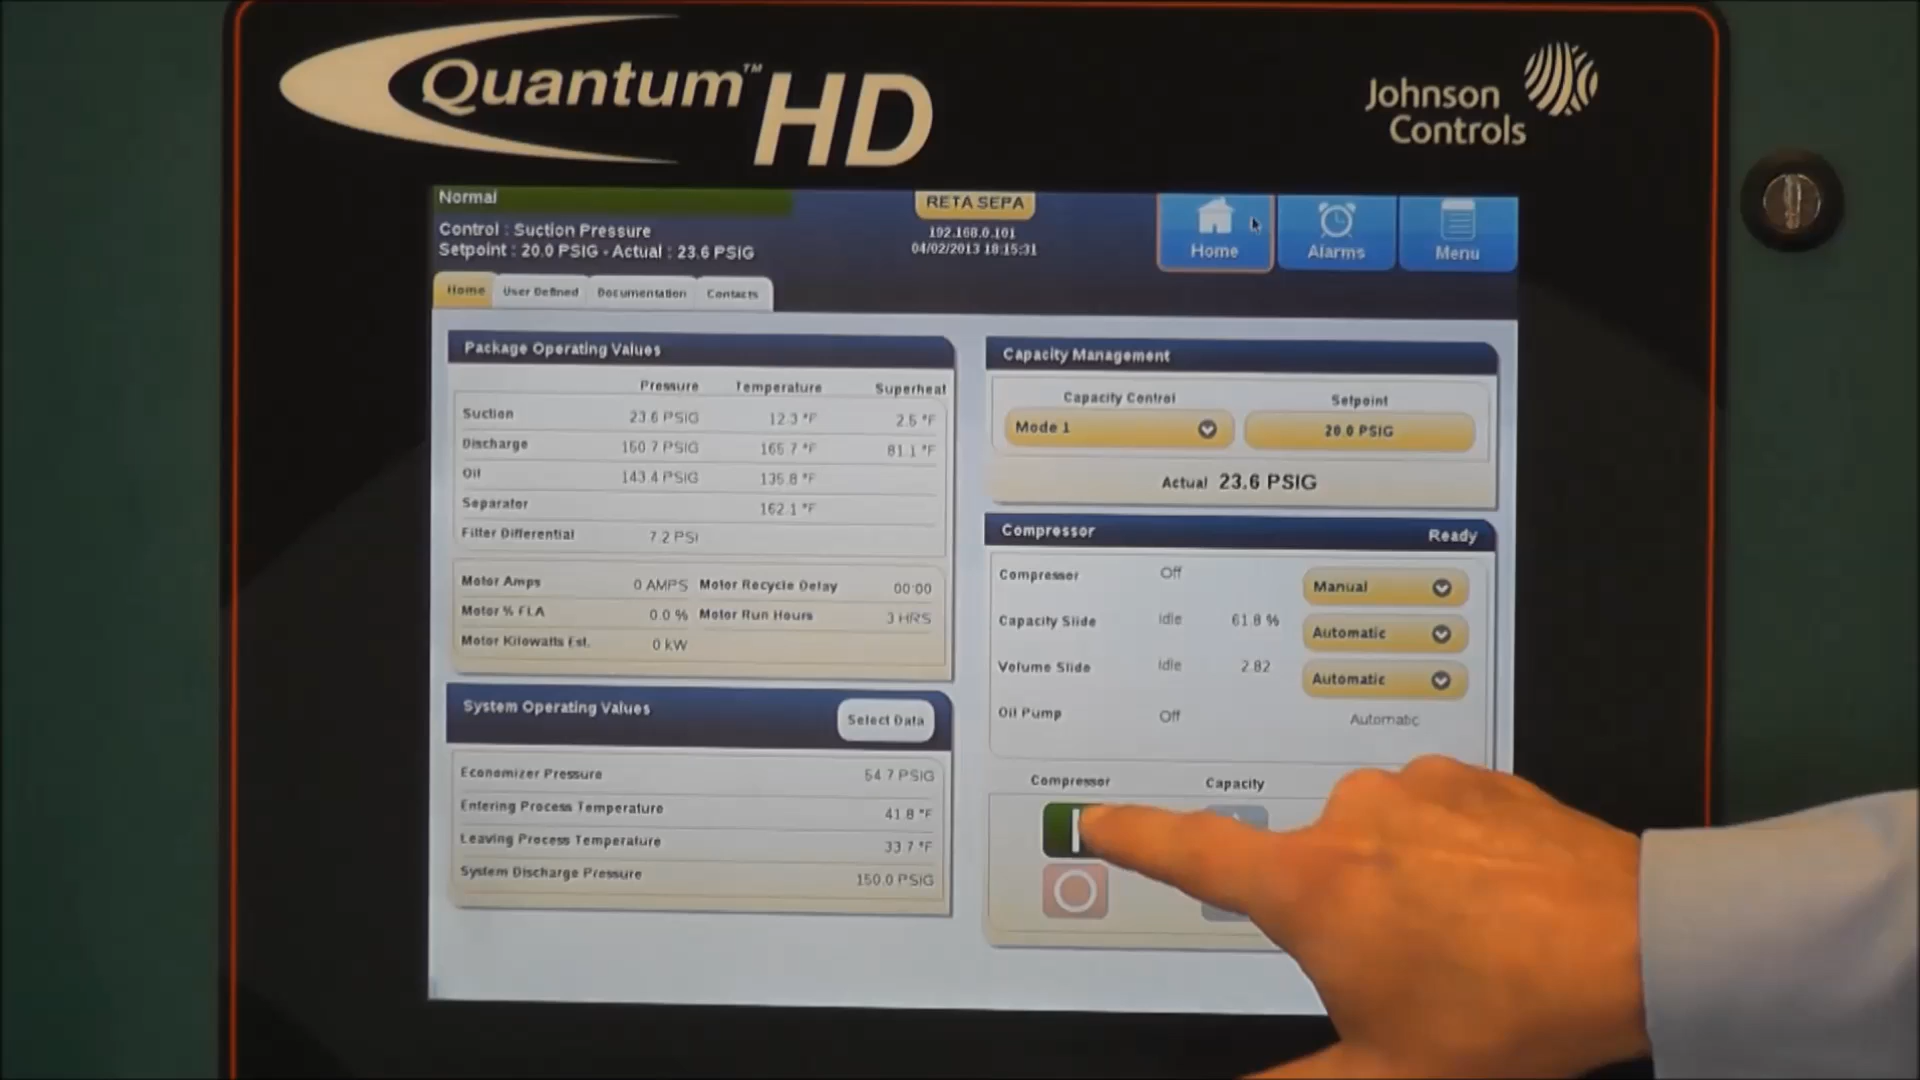 Quantum™ HD
Johnson
Controls
Normal
Control : Suction Pressure
Setpoint : 20.0 PSIG - Actual : 23.6 PSIG
RETA SEPA
192.168.0.101
04/02/2013 18:15:31
Home
Alarms
Menu
Home User Defined Documentation Contacts
Package Operating Values
Pressure Temperature Superheat
Suction 23.6 PSIG 12.3 °F 2.5 °F
Discharge 150.7 PSIG 165.7 °F 81.1 °F
Oil 143.4 PSIG 135.8 °F
Separator 162.1 °F
Filter Differential 7.2 PSI
Motor Amps 0 AMPS Motor Recycle Delay 00:00
Motor % FLA 0.0 % Motor Run Hours 3 HRS
Motor Kilowatts Est. 0 kW
System Operating Values Select Data
Economizer Pressure 54.7 PSIG
Entering Process Temperature 41.8 °F
Leaving Process Temperature 33.7 °F
System Discharge Pressure 150.0 PSIG
Capacity Management
Capacity Control Setpoint
Mode 1 20.0 PSIG
Actual 23.6 PSIG
Compressor Ready
Compressor Off Manual
Capacity Slide Idle 61.8 % Automatic
Volume Slide Idle 2.82 Automatic
Oil Pump Off Automatic
Compressor Capacity